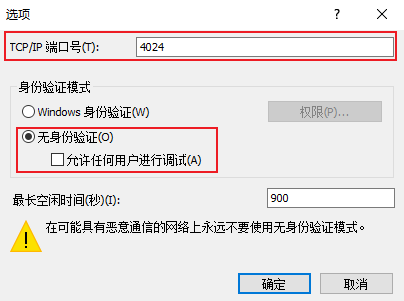 选项
TCP/IP 端口号(T):
4024
身份验证模式
Windows 身份验证(W)
权限(P)...
无身份验证(O)
允许任何用户进行调试(A)
最长空闲时间(秒)(I):
900
在可能具有恶意通信的网络上永远不要使用无身份验证模式。
确定
取消